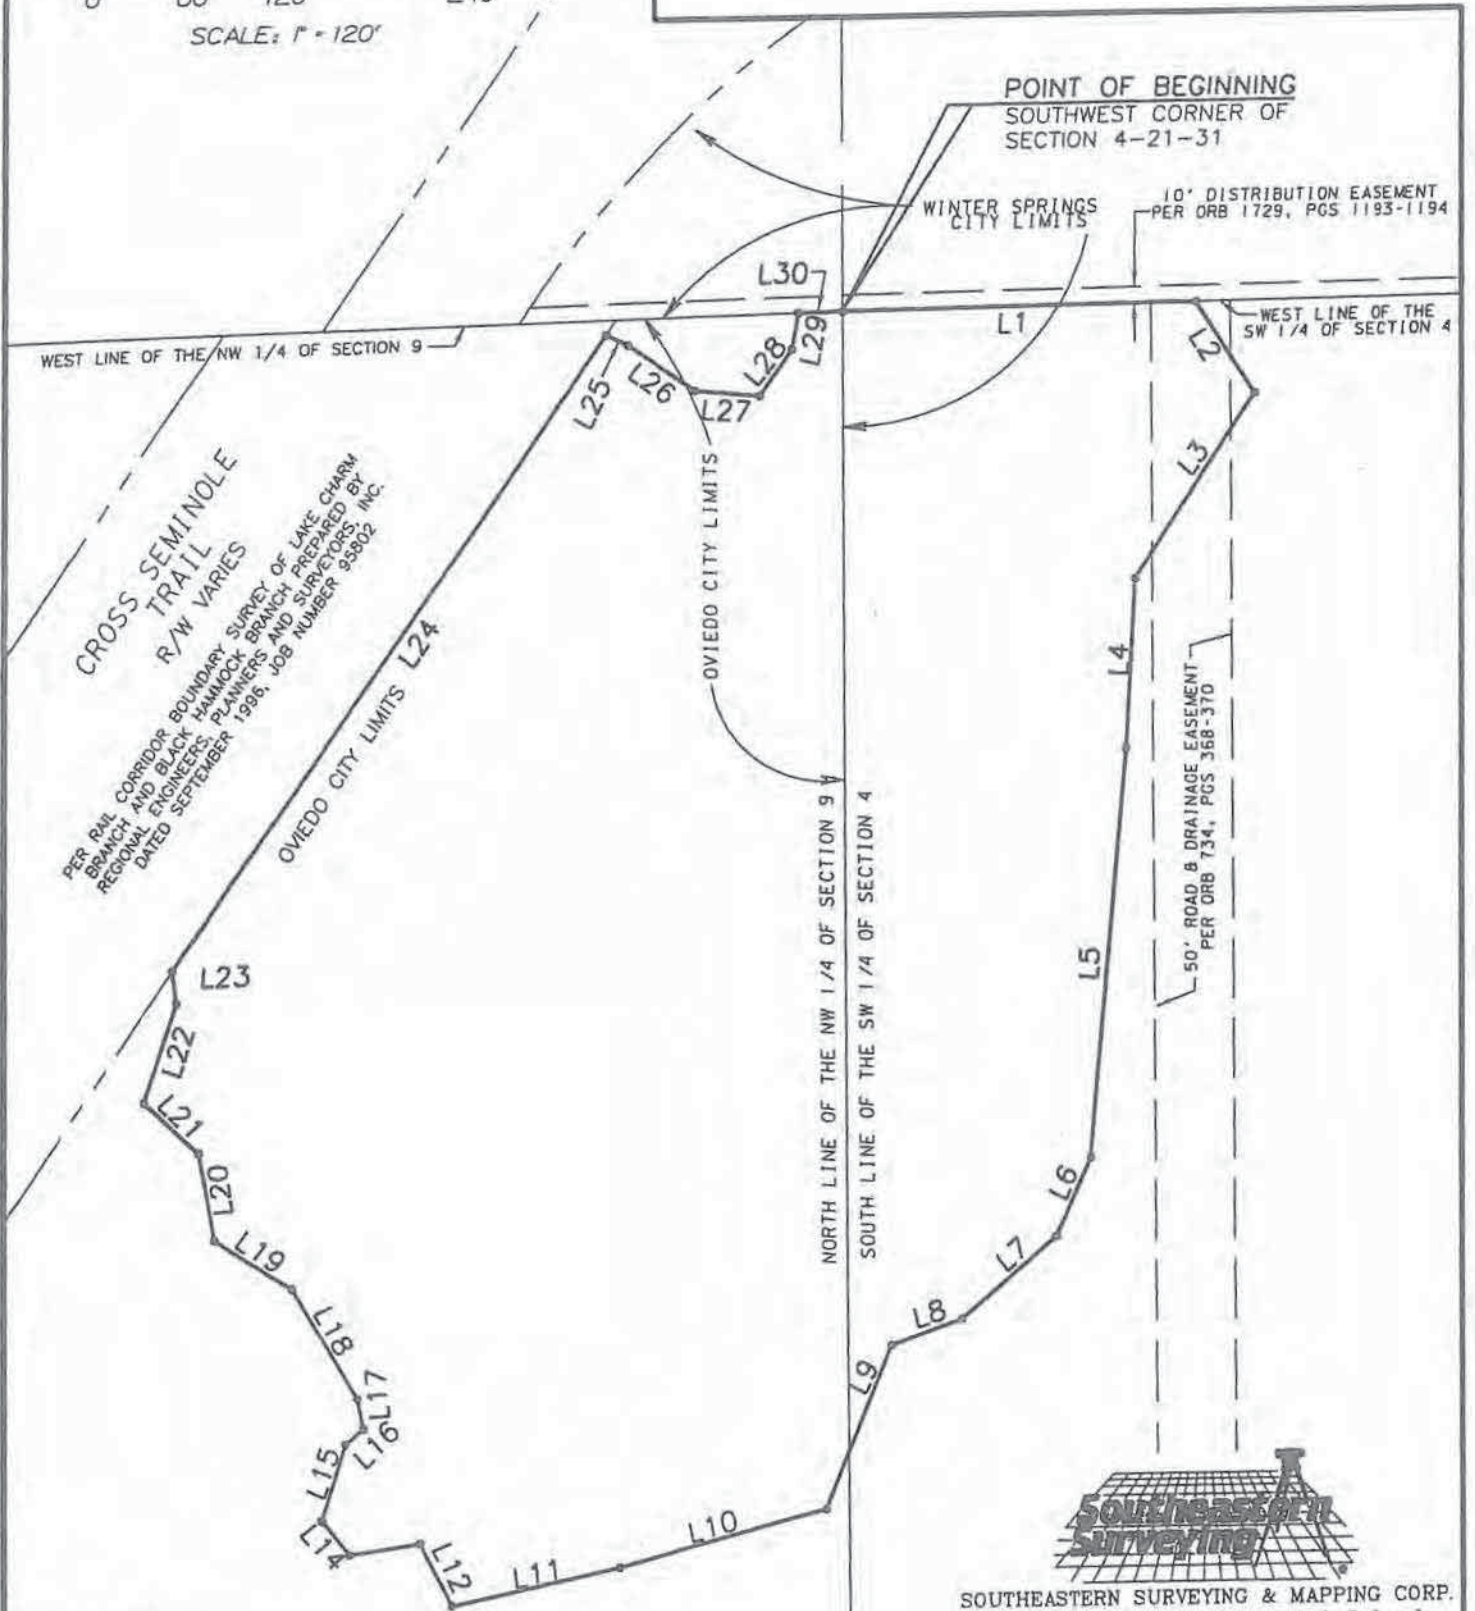 SCALE: 1" = 120'
POINT OF BEGINNING
SOUTHWEST CORNER OF
SECTION 4-21-31
WINTER SPRINGS
CITY LIMITS
10' DISTRIBUTION EASEMENT
PER ORB 1729, PGS 1193-1194
L30
L1
WEST LINE OF THE
SW 1/4 OF SECTION 4
WEST LINE OF THE NW 1/4 OF SECTION 9
L2
L29
L28
L27
L26
L25
L3
CROSS SEMINOLE
TRAIL
R/W VARIES
PER RAIL CORRIDOR BOUNDARY SURVEY OF LAKE CHARM
BRANCH AND BLACK HAMMOCK BRANCH PREPARED BY
REGIONAL ENGINEERS, PLANNERS AND SURVEYORS, INC.
DATED SEPTEMBER 1996, JOB NUMBER 95802
OVIEDO CITY LIMITS
L24
OVIEDO CITY LIMITS
L4
50' ROAD & DRAINAGE EASEMENT
PER ORB 734, PGS 368-370
NORTH LINE OF THE NW 1/4 OF SECTION 9
SOUTH LINE OF THE SW 1/4 OF SECTION 4
L5
L23
L22
L21
L20
L19
L18
L17
L16
L15
L14
L12
L11
L10
L9
L8
L7
L6
Southeastern
Surveying
SOUTHEASTERN SURVEYING & MAPPING CORP.